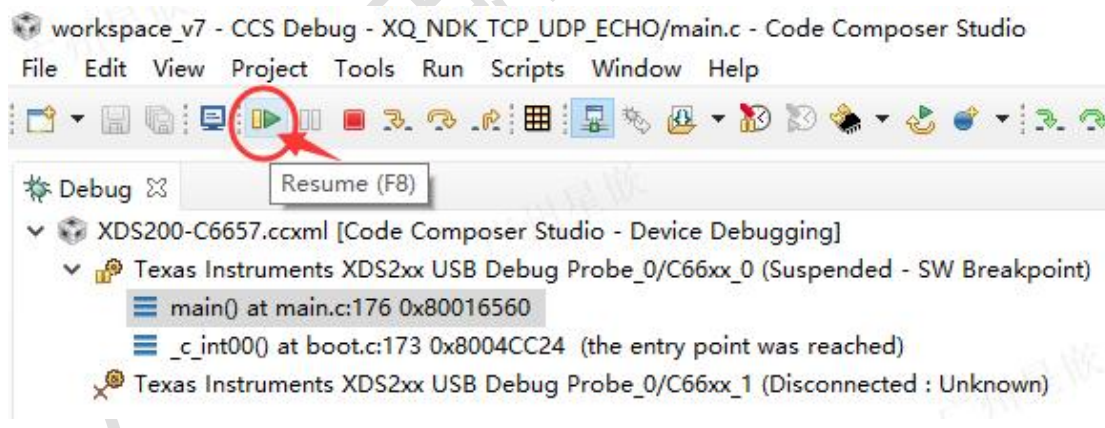 workspace_v7 - CCS Debug - XQ_NDK_TCP_UDP_ECHO/main.c - Code Composer Studio
File Edit View Project Tools Run Scripts Window Help
Debug
Resume (F8)
XDS200-C6657.ccxml [Code Composer Studio - Device Debugging]
Texas Instruments XDS2xx USB Debug Probe_0/C66xx_0 (Suspended - SW Breakpoint)
main() at main.c:176 0x80016560
_c_int00() at boot.c:173 0x8004CC24 (the entry point was reached)
Texas Instruments XDS2xx USB Debug Probe_0/C66xx_1 (Disconnected : Unknown)